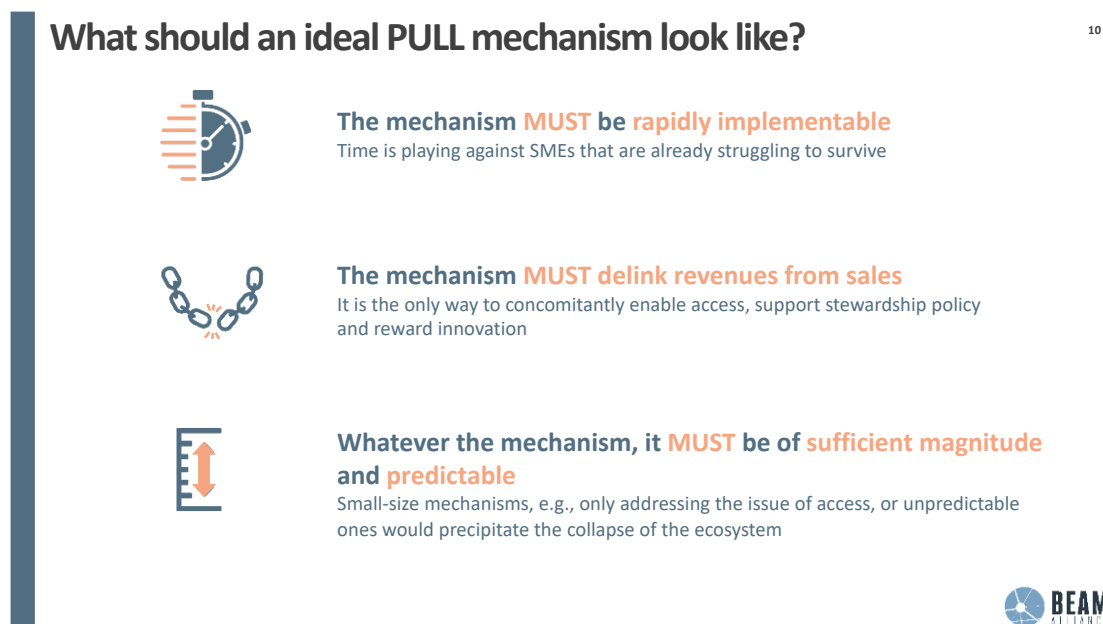 What should an ideal PULL mechanism look like?
10
The mechanism MUST be rapidly implementable
Time is playing against SMEs that are already struggling to survive
The mechanism MUST delink revenues from sales
It is the only way to concomitantly enable access, support stewardship policy
and reward innovation
Whatever the mechanism, it MUST be of sufficient magnitude
and predictable
Small-size mechanisms, e.g., only addressing the issue of access, or unpredictable
ones would precipitate the collapse of the ecosystem
BEAM